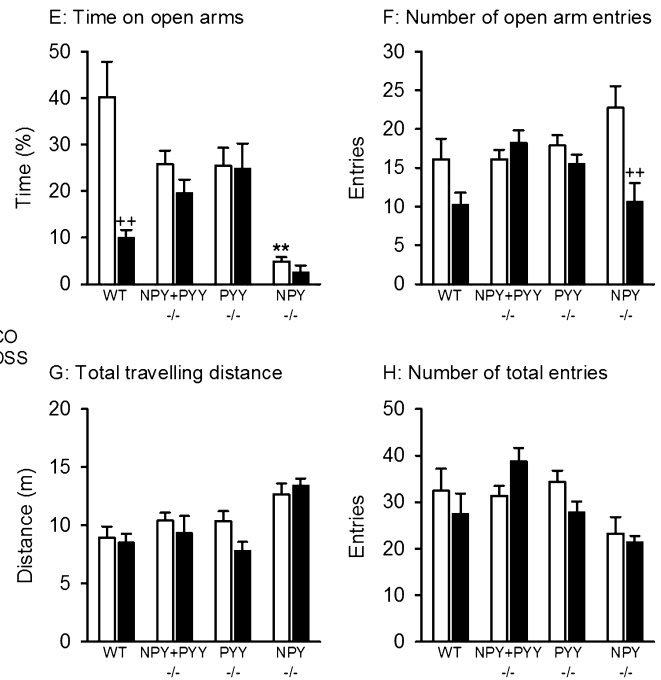 E: Time on open arms
50
40
30
20
10
0
Time (%)
++
**
WT NPY+PYY PYY NPY
-/- -/- -/-
F: Number of open arm entries
30
25
20
15
10
5
0
Entries
++
WT NPY+PYY PYY NPY
-/- -/- -/-
CO
DSS
G: Total travelling distance
20
15
10
5
0
Distance (m)
WT NPY+PYY PYY NPY
-/- -/- -/-
H: Number of total entries
50
40
30
20
10
0
Entries
WT NPY+PYY PYY NPY
-/- -/- -/-